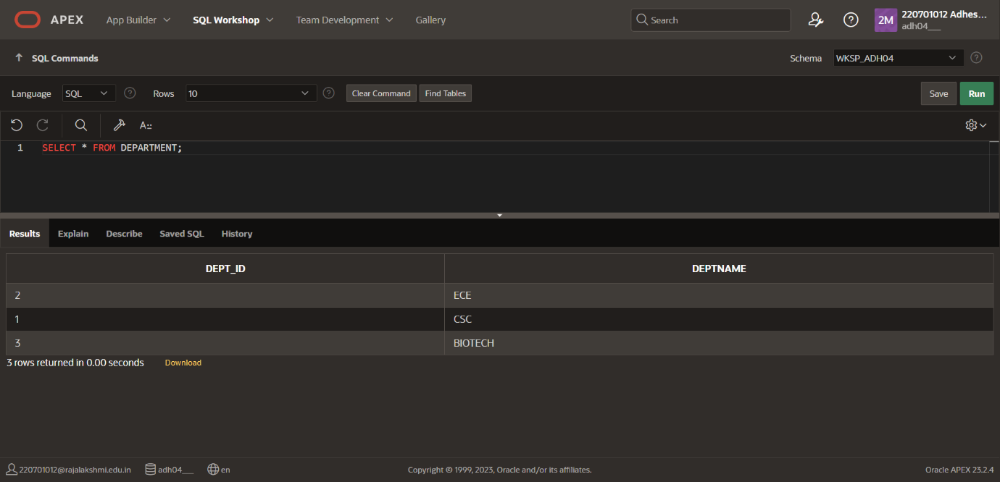 APEX App Builder SQL Workshop Team Development Gallery Search 2M 220701012 Adhes...
adh04___
SQL Commands Schema WKSP_ADH04
Language SQL Rows 10 Clear Command Find Tables Save Run
A::
1 SELECT * FROM DEPARTMENT;
Results Explain Describe Saved SQL History
DEPT_ID DEPTNAME
2 ECE
1 CSC
3 BIOTECH
3 rows returned in 0.00 seconds Download
220701012@rajalakshmi.edu.in adh04___ en Copyright © 1999, 2023, Oracle and/or its affiliates. Oracle APEX 23.2.4